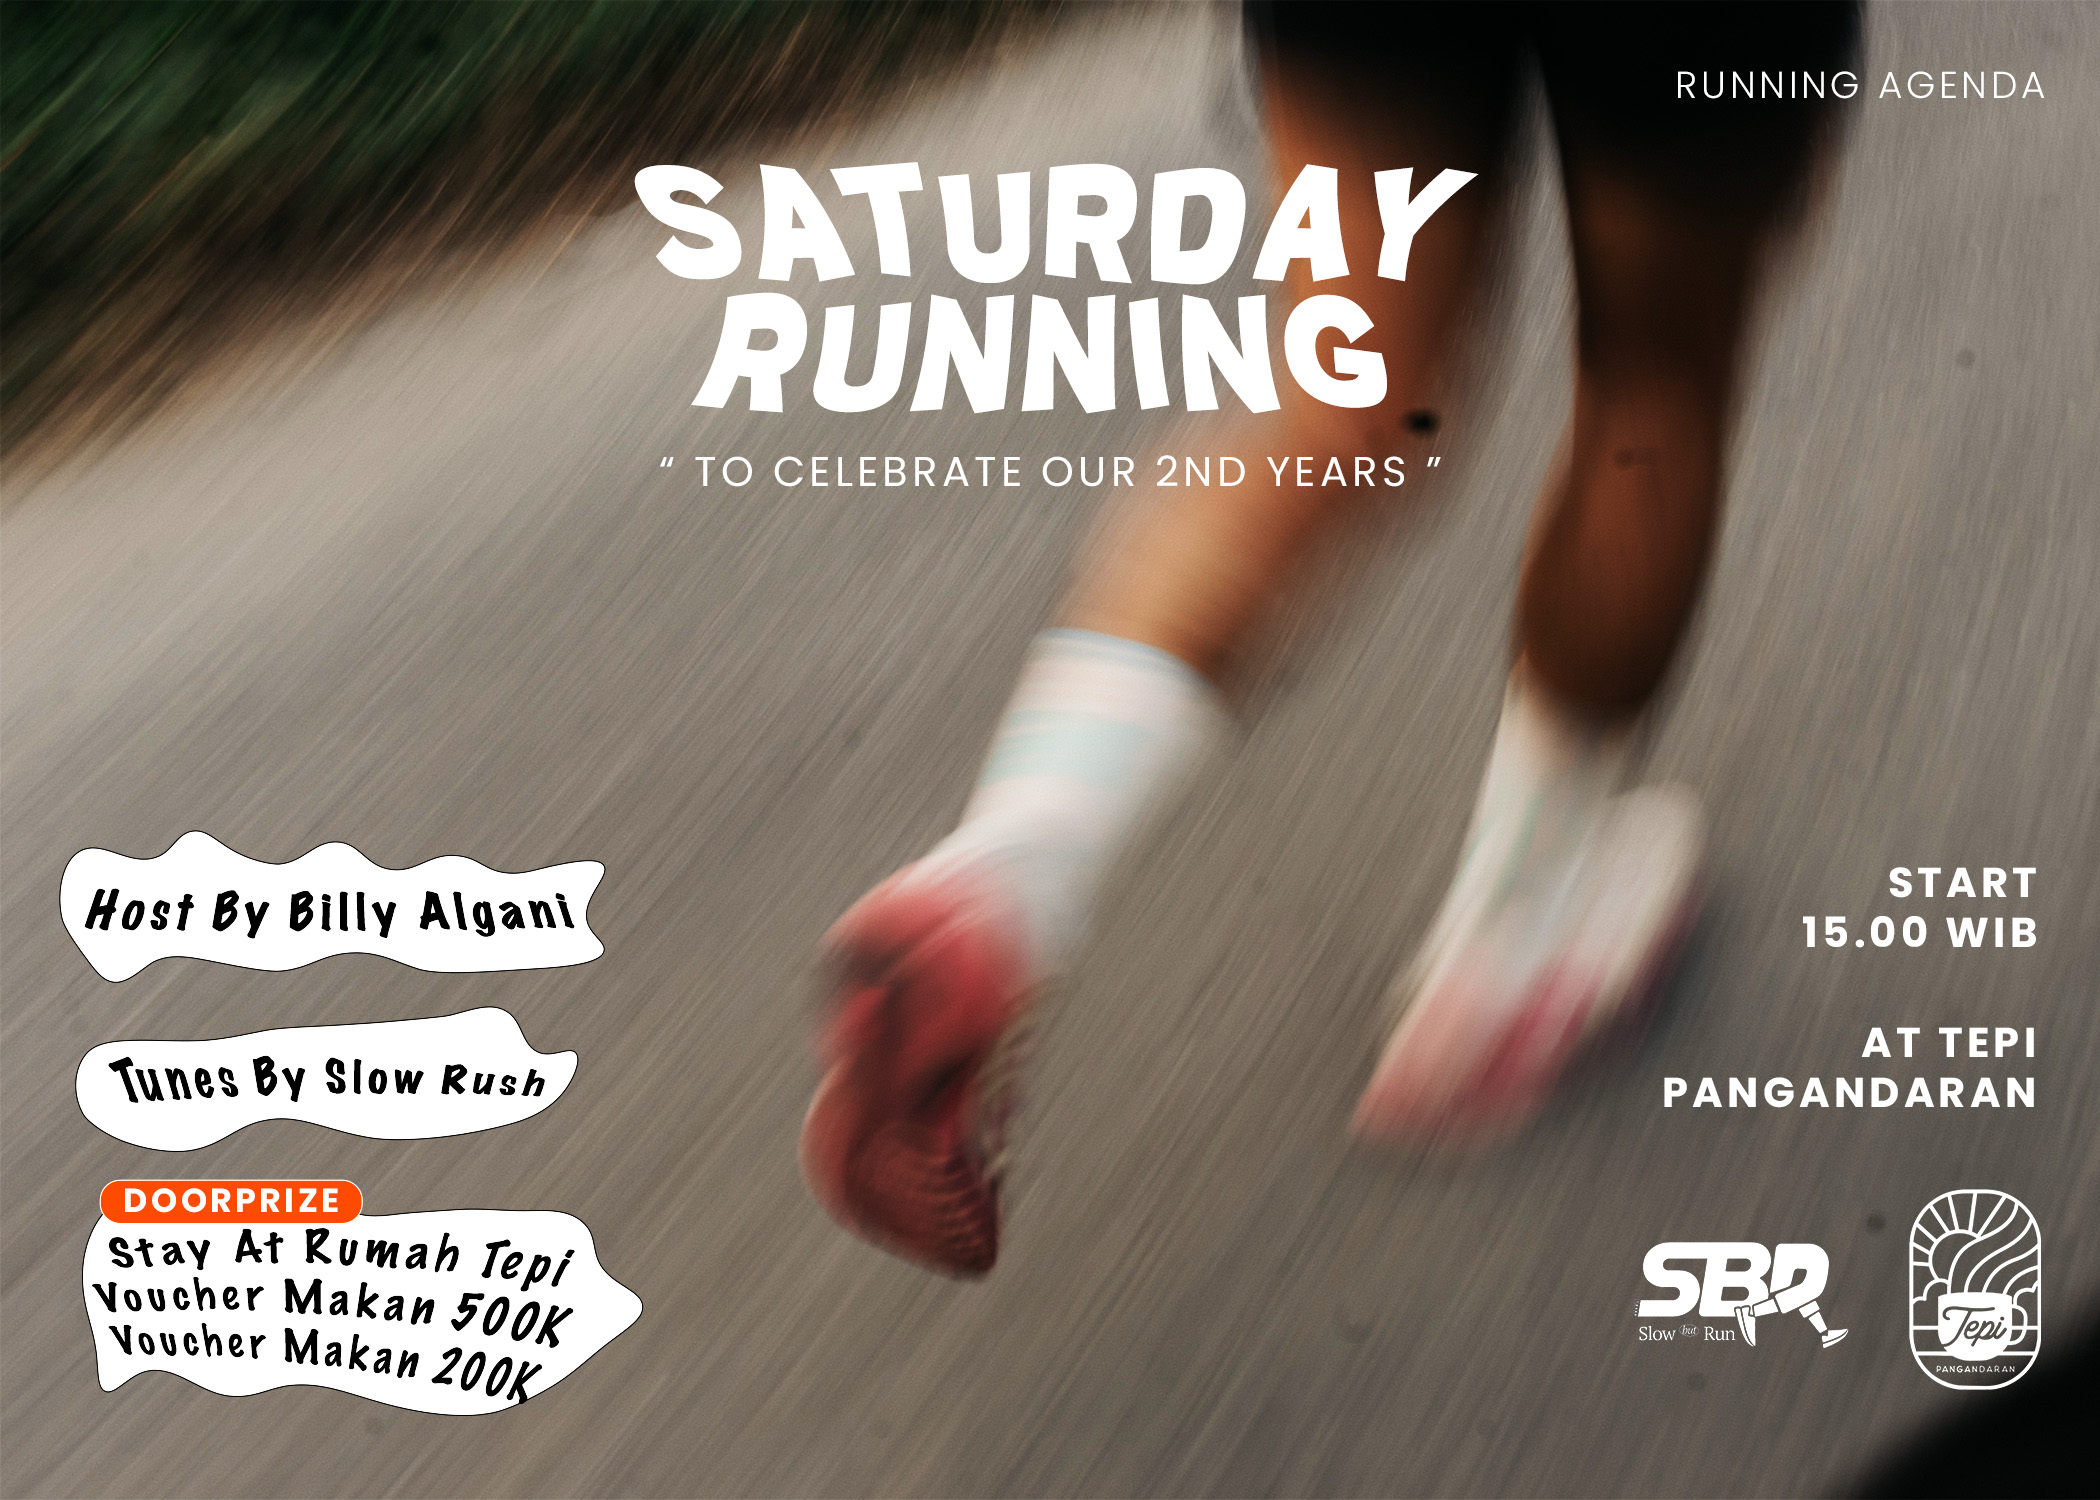 RUNNING AGENDA
SATURDAY
RUNNING
“ TO CELEBRATE OUR 2ND YEARS ”
Host By Billy Algani
Tunes By Slow Rush
DOORPRIZE
Stay At Rumah Tepi
Voucher Makan 500K
Voucher Makan 200K
START
15.00 WIB
AT TEPI
PANGANDARAN
SBR
Slow but Run
Tepi
PANGANDARAN